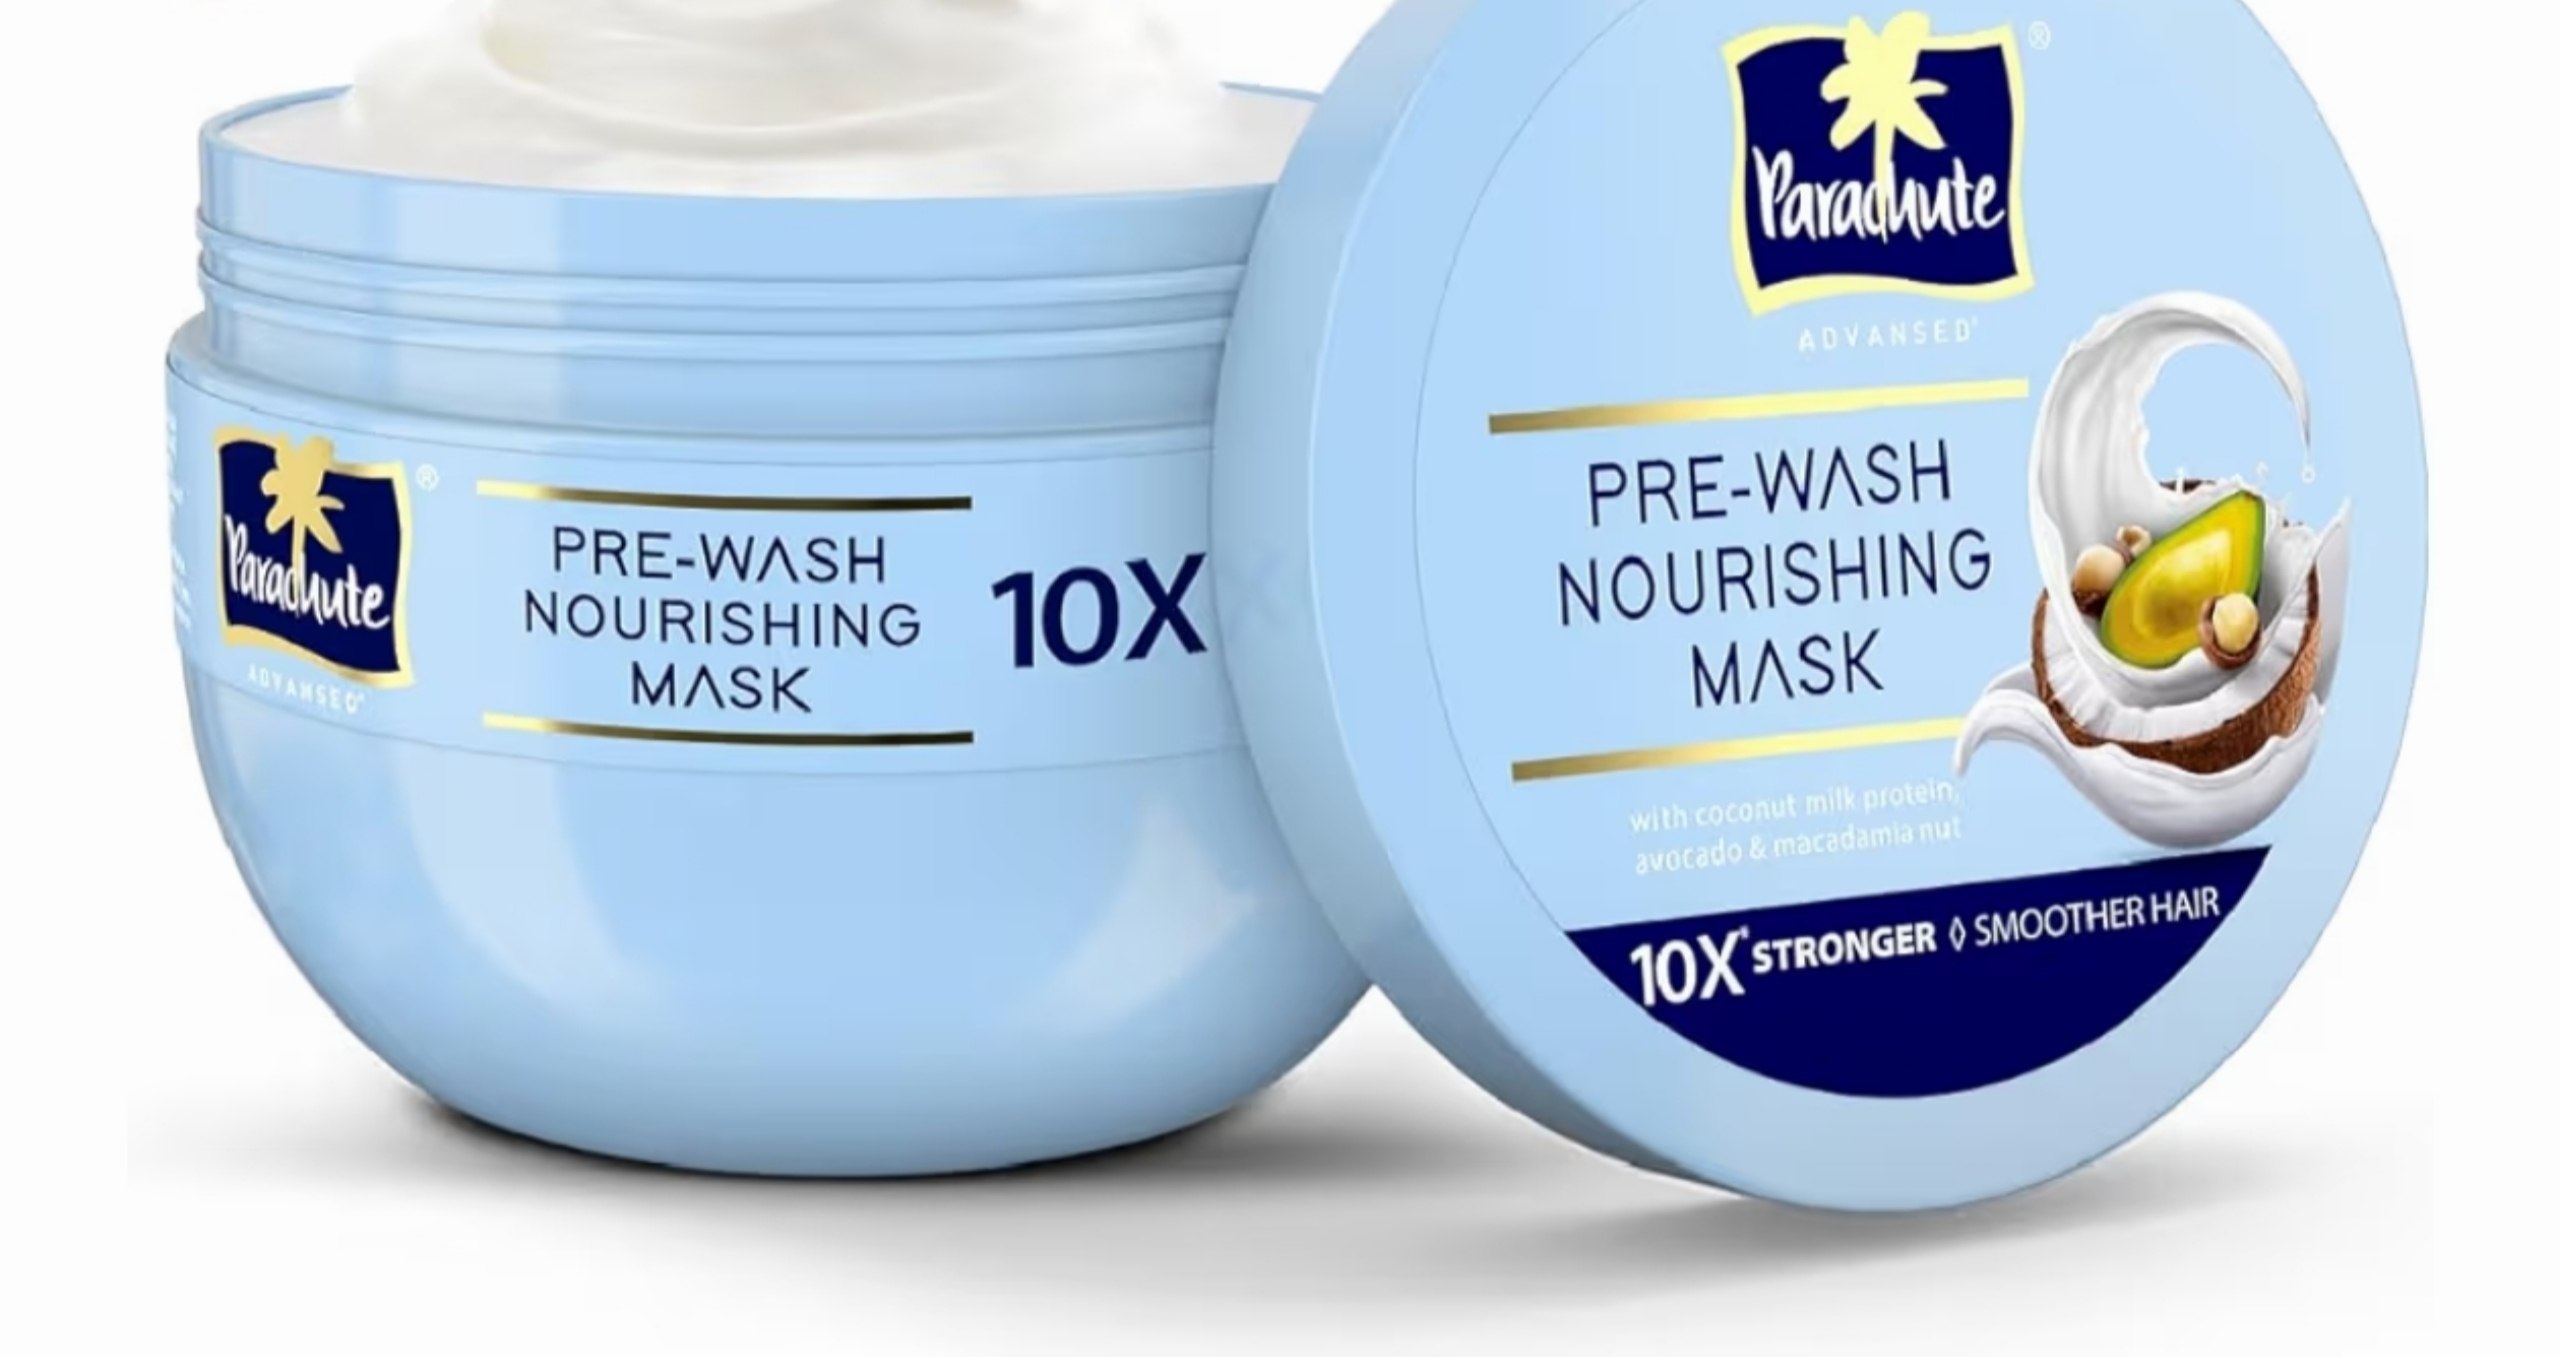 Parachute
®
ADVANSED®
PRE-WASH
NOURISHING
MASK
10X
Parachute
®
ADVANSED®
PRE-WASH
NOURISHING
MASK
with coconut milk protein,
avocado & macadamia nut
10X* STRONGER ◊ SMOOTHER HAIR